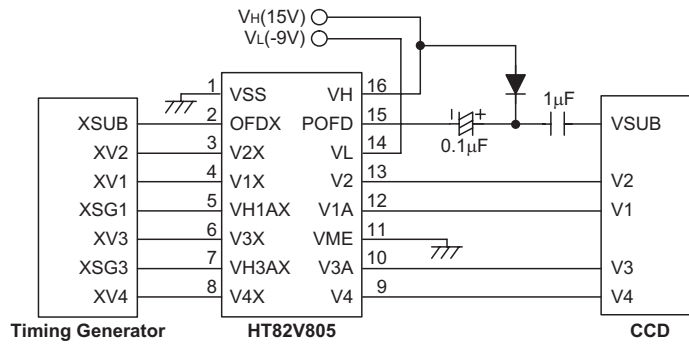 VH(15V)
VL(-9V)
1 VSS VH 16
XSUB 2 OFDX POFD 15 - + 0.1μF 1μF VSUB
XV2 3 V2X VL 14
XV1 4 V1X V2 13 V2
XSG1 5 VH1AX V1A 12 V1
XV3 6 V3X VME 11
XSG3 7 VH3AX V3A 10 V3
XV4 8 V4X V4 9 V4
Timing Generator HT82V805 CCD